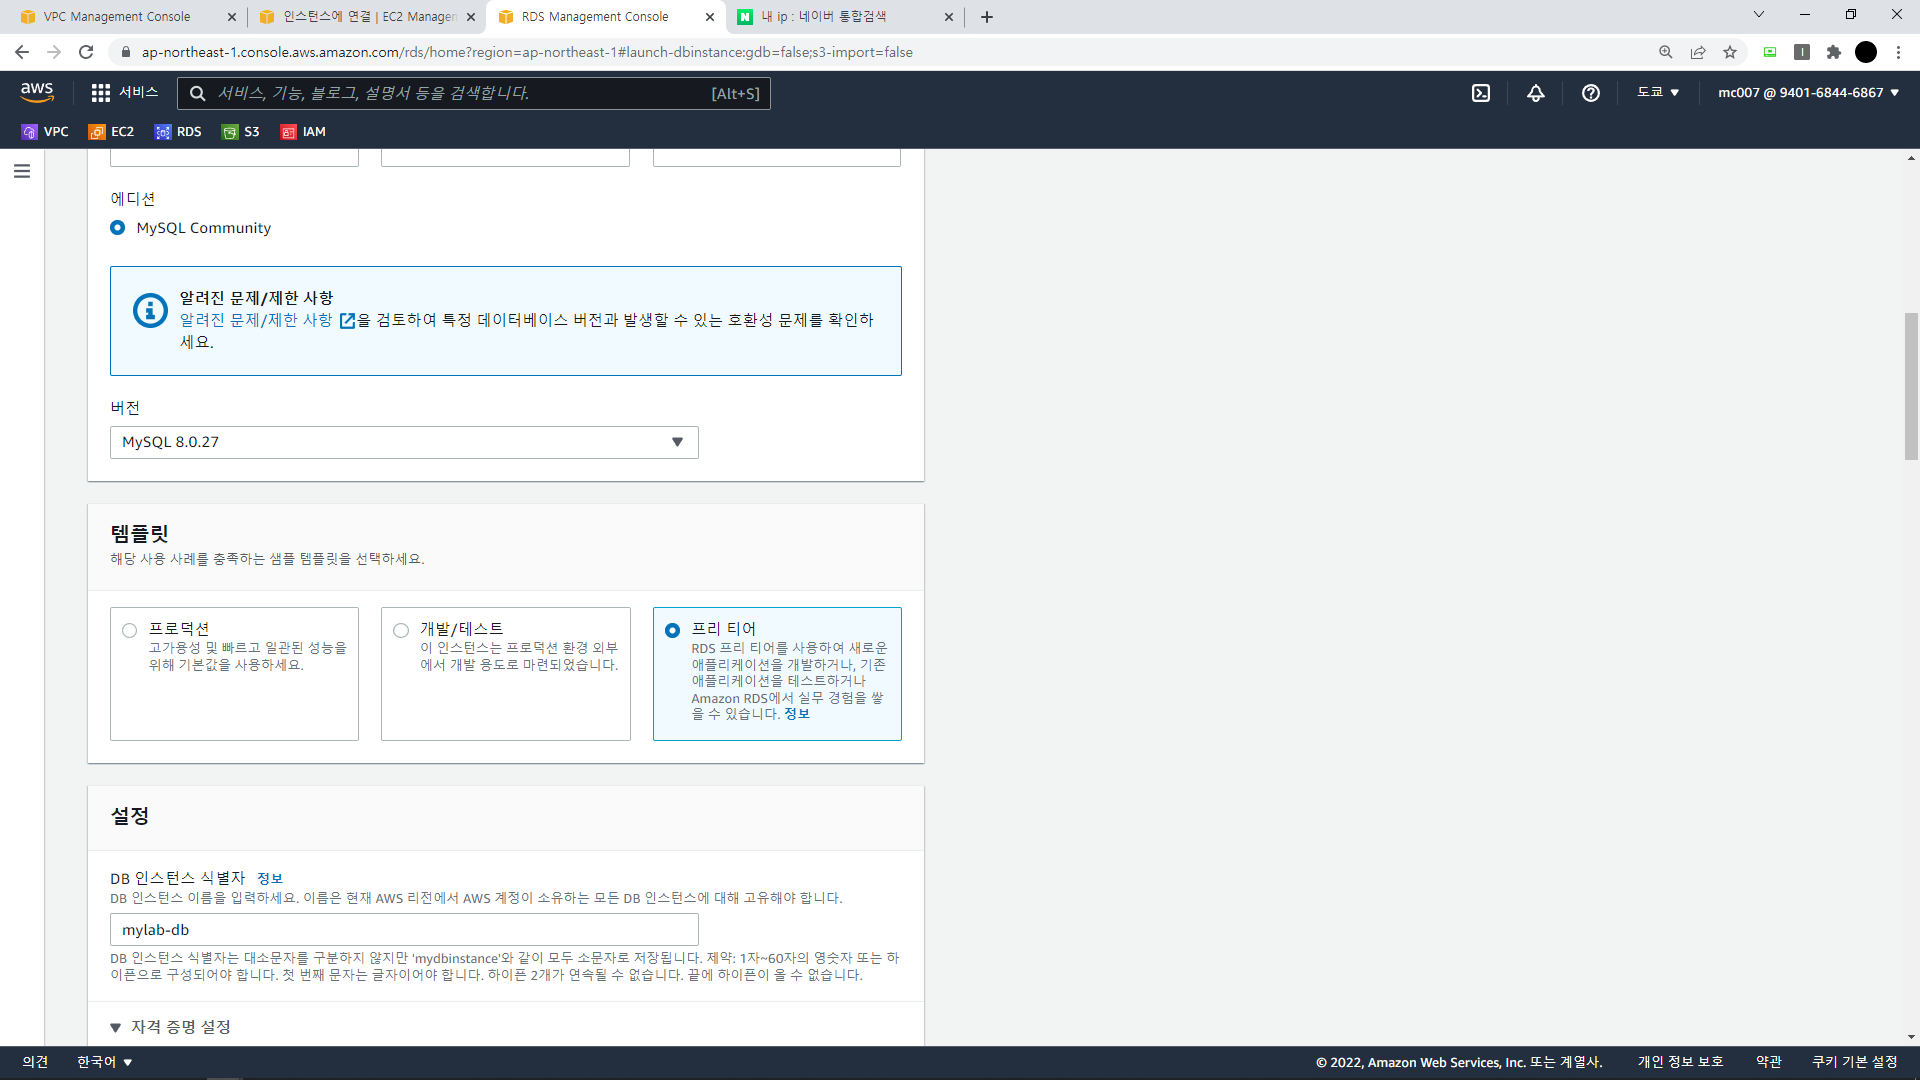 VPC Management Console
인스턴스에 연결 | EC2 Managem
RDS Management Console
내 ip : 네이버 통합검색
ap-northeast-1.console.aws.amazon.com/rds/home?region=ap-northeast-1#launch-dbinstance:gdb=false;s3-import=false
aws
서비스
서비스, 기능, 블로그, 설명서 등을 검색합니다.
[Alt+S]
도쿄
mc007 @ 9401-6844-6867
VPC
EC2
RDS
S3
IAM
에디션
MySQL Community
알려진 문제/제한 사항
알려진 문제/제한 사항 을 검토하여 특정 데이터베이스 버전과 발생할 수 있는 호환성 문제를 확인하
세요.
버전
MySQL 8.0.27
템플릿
해당 사용 사례를 충족하는 샘플 템플릿을 선택하세요.
프로덕션
고가용성 및 빠르고 일관된 성능을
위해 기본값을 사용하세요.
개발/테스트
이 인스턴스는 프로덕션 환경 외부
에서 개발 용도로 마련되었습니다.
프리 티어
RDS 프리 티어를 사용하여 새로운
애플리케이션을 개발하거나, 기존
애플리케이션을 테스트하거나
Amazon RDS에서 실무 경험을 쌓
을 수 있습니다. 정보
설정
DB 인스턴스 식별자 정보
DB 인스턴스 이름을 입력하세요. 이름은 현재 AWS 리전에서 AWS 계정이 소유하는 모든 DB 인스턴스에 대해 고유해야 합니다.
mylab-db
DB 인스턴스 식별자는 대소문자를 구분하지 않지만 'mydbinstance'와 같이 모두 소문자로 저장됩니다. 제약: 1자~60자의 영숫자 또는 하
이픈으로 구성되어야 합니다. 첫 번째 문자는 글자이어야 합니다. 하이픈 2개가 연속될 수 없습니다. 끝에 하이픈이 올 수 없습니다.
자격 증명 설정
의견
한국어
© 2022, Amazon Web Services, Inc. 또는 계열사.
개인 정보 보호
약관
쿠키 기본 설정